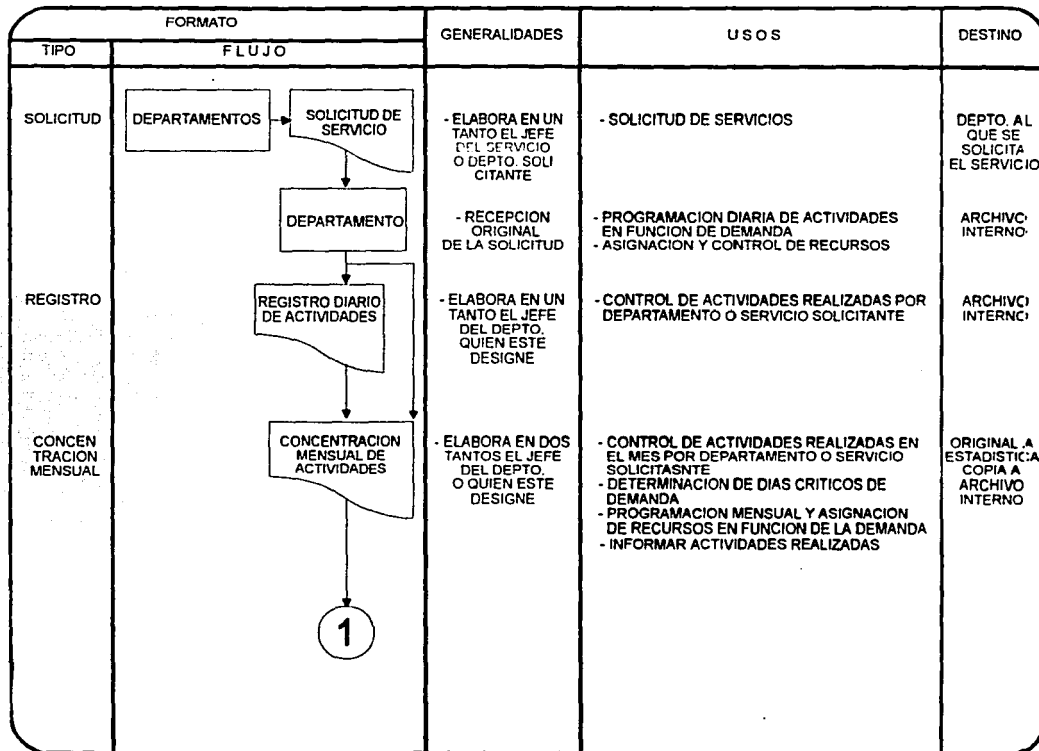 FORMATO
GENERALIDADES
USOS
DESTINO
TIPO
FLUJO
SOLICITUD
DEPARTAMENTOS
SOLICITUD DE
SERVICIO
- ELABORA EN UN
TANTO EL JEFE
DEL SERVICIO
O DEPTO. SOLI
CITANTE
- SOLICITUD DE SERVICIOS
DEPTO. AL
QUE SE
SOLICITA
EL SERVICIO
DEPARTAMENTO
- RECEPCION
ORIGINAL
DE LA SOLICITUD
- PROGRAMACION DIARIA DE ACTIVIDADES
EN FUNCION DE DEMANDA
- ASIGNACION Y CONTROL DE RECURSOS
ARCHIVO
INTERNO
REGISTRO
REGISTRO DIARIO
DE ACTIVIDADES
- ELABORA EN UN
TANTO EL JEFE
DEL DEPTO.
QUIEN ESTE
DESIGNE
- CONTROL DE ACTIVIDADES REALIZADAS POR
DEPARTAMENTO O SERVICIO SOLICITANTE
ARCHIVO
INTERNO
CONCEN
TRACION
MENSUAL
CONCENTRACION
MENSUAL DE
ACTIVIDADES
- ELABORA EN DOS
TANTOS EL JEFE
DEL DEPTO.
O QUIEN ESTE
DESIGNE
- CONTROL DE ACTIVIDADES REALIZADAS EN
EL MES POR DEPARTAMENTO O SERVICIO
SOLICITASNTE
- DETERMINACION DE DIAS CRITICOS DE
DEMANDA
- PROGRAMACION MENSUAL Y ASIGNACION
DE RECURSOS EN FUNCION DE LA DEMANDA
- INFORMAR ACTIVIDADES REALIZADAS
ORIGINAL A
ESTADISTICA
COPIA A
ARCHIVO
INTERNO
1